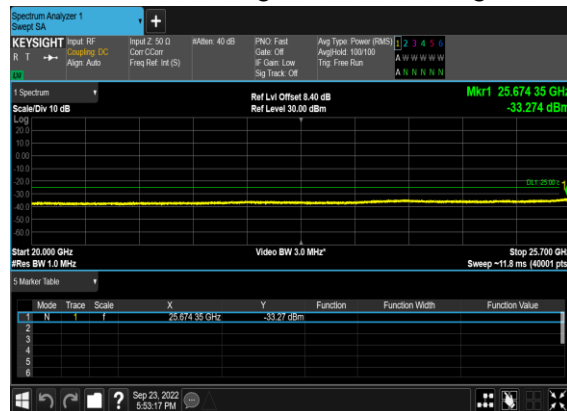 Spectrum Analyzer 1
Swept SA
+
KEYSIGHT Input: RF Input Z: 50 Ω #Atten: 40 dB PNO: Fast Avg Type: Power (RMS) 1 2 3 4 5 6
R T Coupling: DC Corr CCorr Gate: Off Avg|Hold: 100/100 A W W W W W
Align: Auto Freq Ref: Int (S) IF Gain: Low Trig: Free Run
LW Sig Track: Off A N N N N N
1 Spectrum Ref Lvl Offset 8.40 dB Mkr1 25.674 35 GHz
Scale/Div 10 dB Ref Level 30.00 dBm -33.274 dBm
Log
20.0
10.0
0.00
-10.0
-20.0 DL1 -25.00
-30.0 1
-40.0
-50.0
-60.0
Start 20.000 GHz Video BW 3.0 MHz* Stop 25.700 GHz
#Res BW 1.0 MHz Sweep ~11.8 ms (40001 pts)
5 Marker Table
Mode Trace Scale X Y Function Function Width Function Value
1 N 1 f 25.674 35 GHz -33.27 dBm
2
3
4
5
6
? Sep 23, 2022
5:53:17 PM